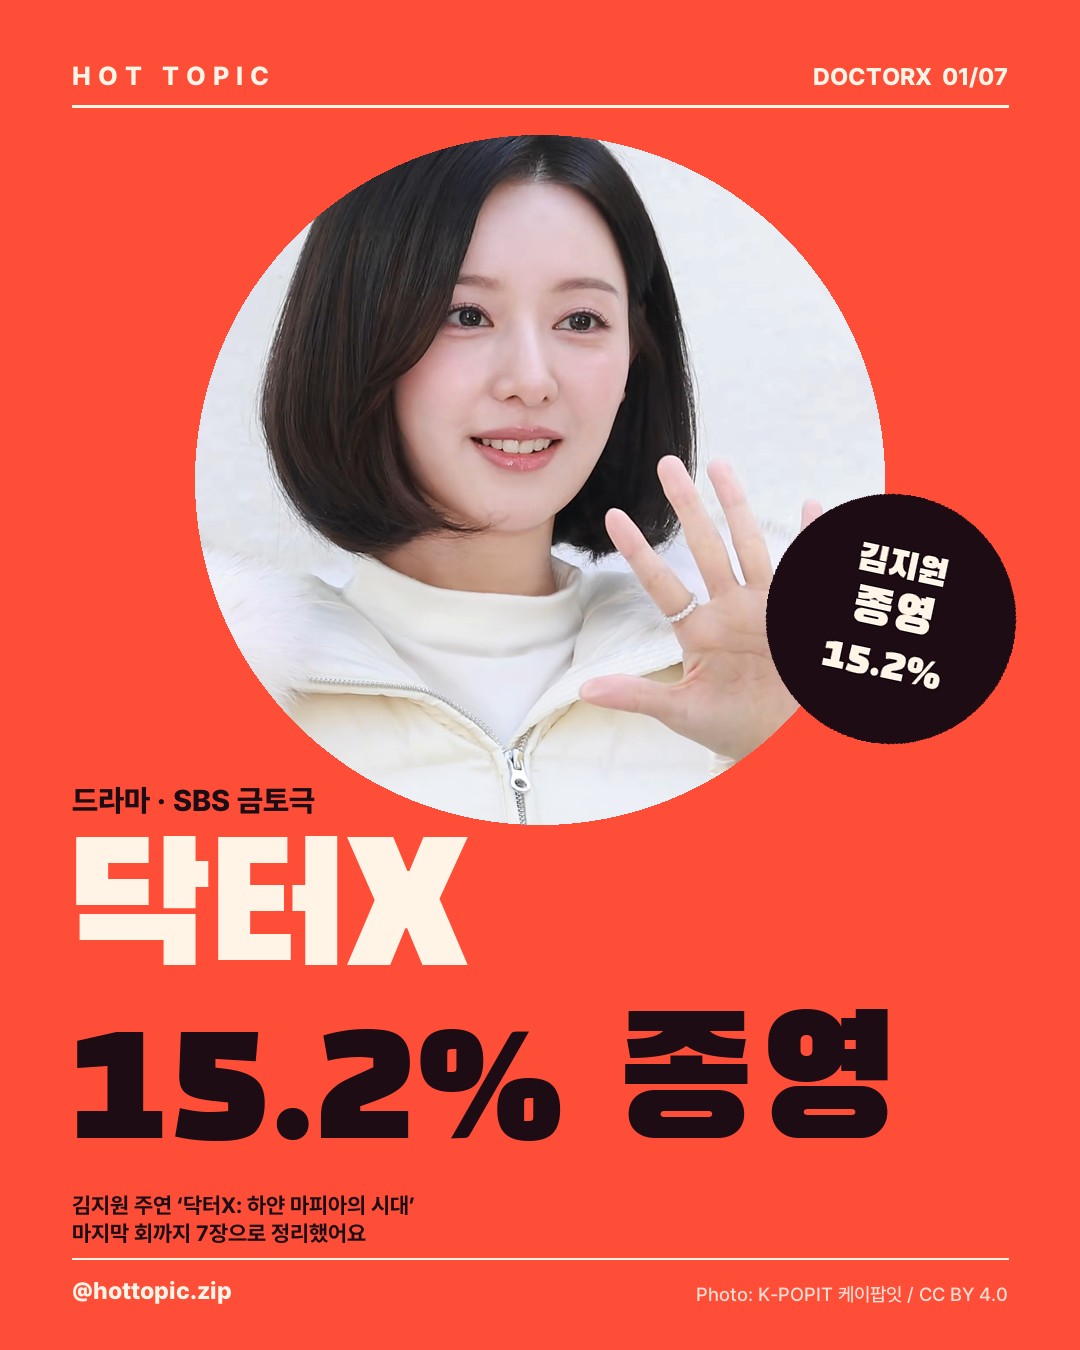 HOT TOPIC
DOCTORX 01/07
김지원
종영
15.2%
드라마 · SBS 금토극
닥터X
15.2% 종영
김지원 주연 ‘닥터X: 하얀 마피아의 시대’
마지막 회까지 7장으로 정리했어요
@hottopic.zip
Photo: K-POPIT 케이팝잇 / CC BY 4.0